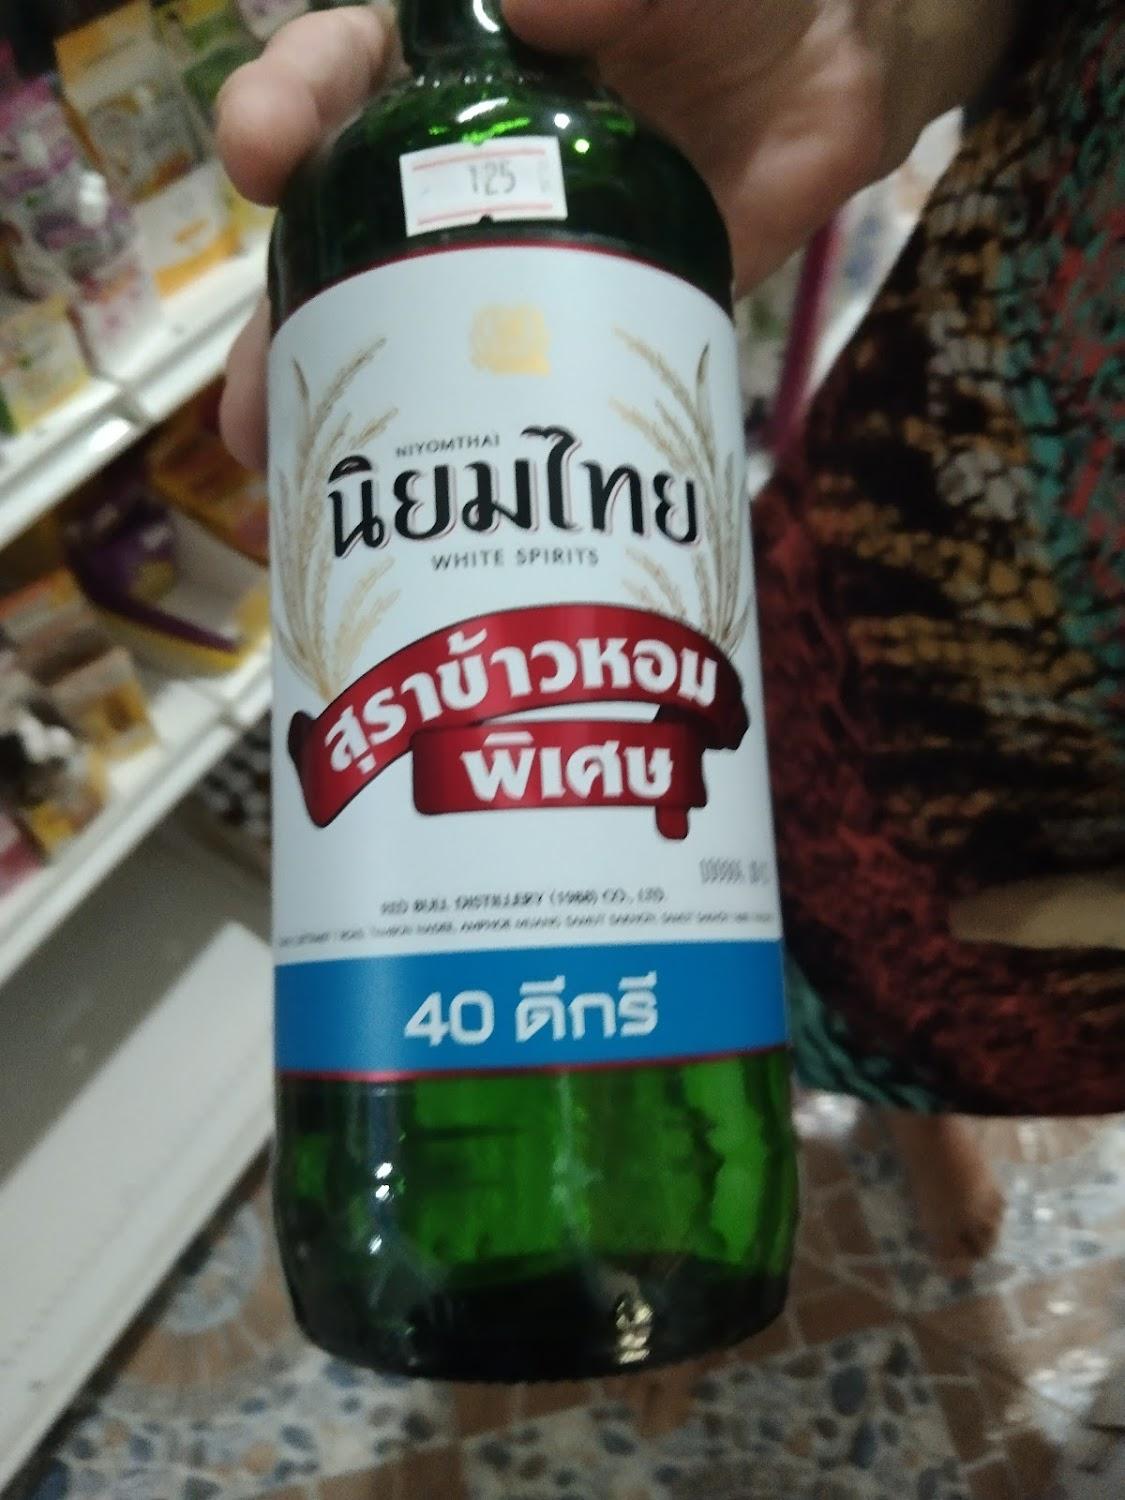 125
NIYOMTHAI
นิยมไทย
WHITE SPIRITS
สุราข้าวหอม
พิเศษ
RED BULL DISTILLERY (1988) CO., LTD.
40 ดีกรี